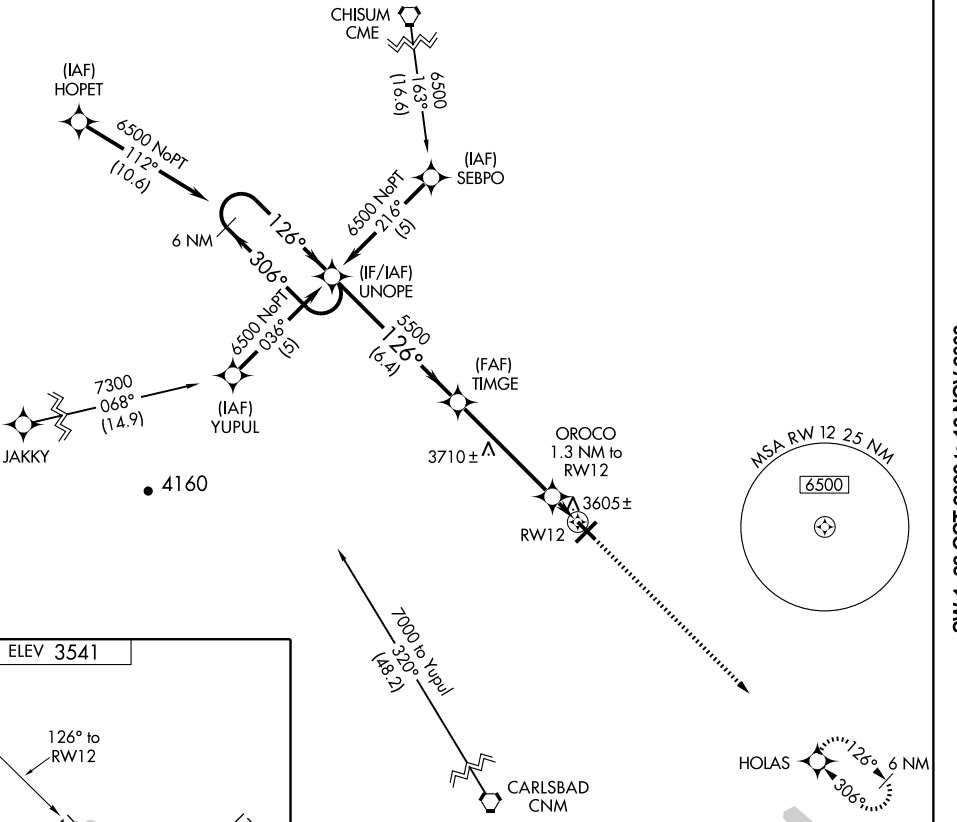 CHISUM
CME
6500
163°
(16.6)
(IAF)
HOPET
6500 NoPT
112°
(10.6)
(IAF)
SEBPO
6500 NoPT
216°
(5)
6 NM
126°
306°
(IF/IAF)
UNOPE
6500 NoPT
036°
(5)
5500
126°
(6.4)
(FAF)
TIMGE
7300
068°
(14.9)
JAKKY
(IAF)
YUPUL
4160
3710±
OROCO
1.3 NM to
RW12
3605±
RW12
MSA RW 12 25 NM
6500
7000 to Yupul
320°
(48.2)
CARLSBAD
CNM
HOLAS
126°
306°
6 NM
ELEV 3541
126° to
RW12